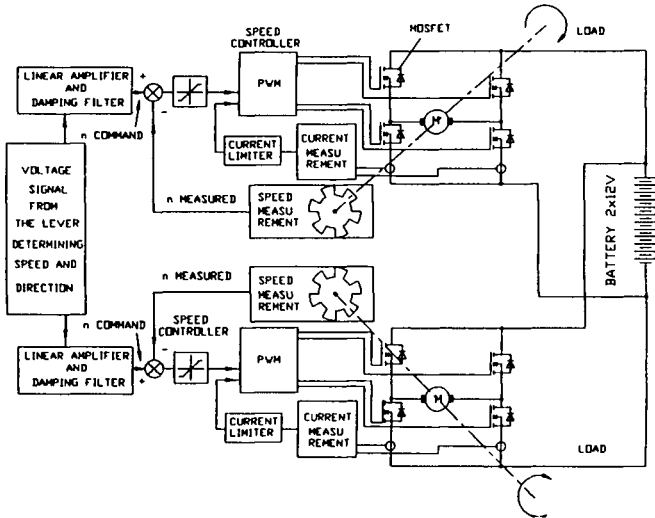 SPEED
CONTROLLER
MOSFET
LOAD
LINEAR AMPLIFIER
AND
DAMPING FILTER
+
-
PWM
M
n COMMAND
CURRENT
LIMITER
CURRENT
MEASU
REMENT
VOLTAGE
SIGNAL
FROM
THE LEVER
DETERMINING
SPEED AND
DIRECTION
n MEASURED
SPEED
MEASU
REMENT
BATTERY 2x12V
n MEASURED
SPEED
MEASU
REMENT
n COMMAND
SPEED
CONTROLLER
LINEAR AMPLIFIER
AND
DAMPING FILTER
-
+
PWM
M
CURRENT
LIMITER
CURRENT
MEASU
REMENT
LOAD